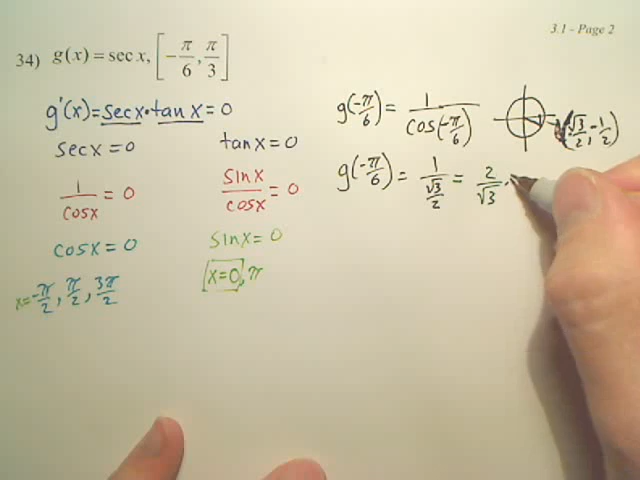 3.1 - Page 2
34) g(x) = sec x, [-π/6, π/3]
g'(x) = sec x · tan x = 0
sec x = 0
tan x = 0
1/cos x = 0
sin x/cos x = 0
cos x = 0
sin x = 0
x = -π/2, π/2, 3π/2
x = 0, π
g(-π/6) = 1/cos(-π/6)
(√3/2, -1/2)
g(-π/6) = 1/(√3/2) = 2/√3 ·